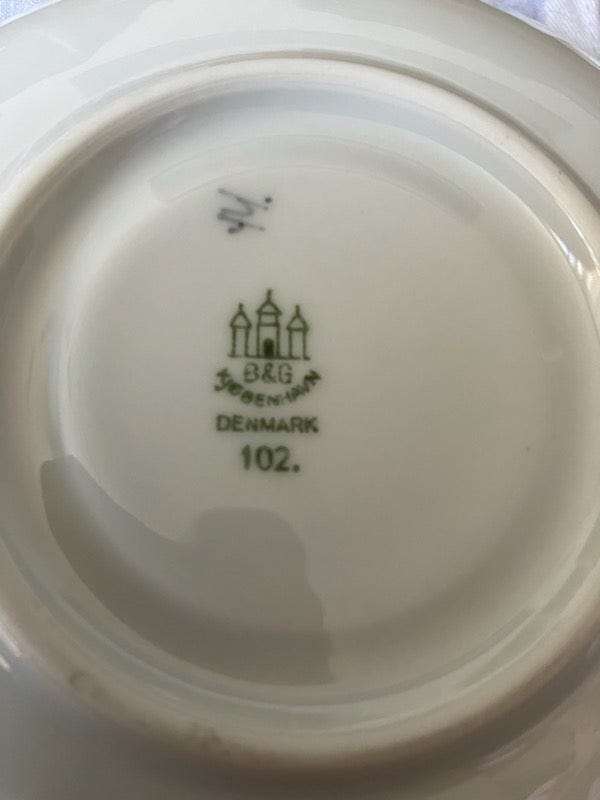 B&G
KJØBENHAVN
DENMARK
102.